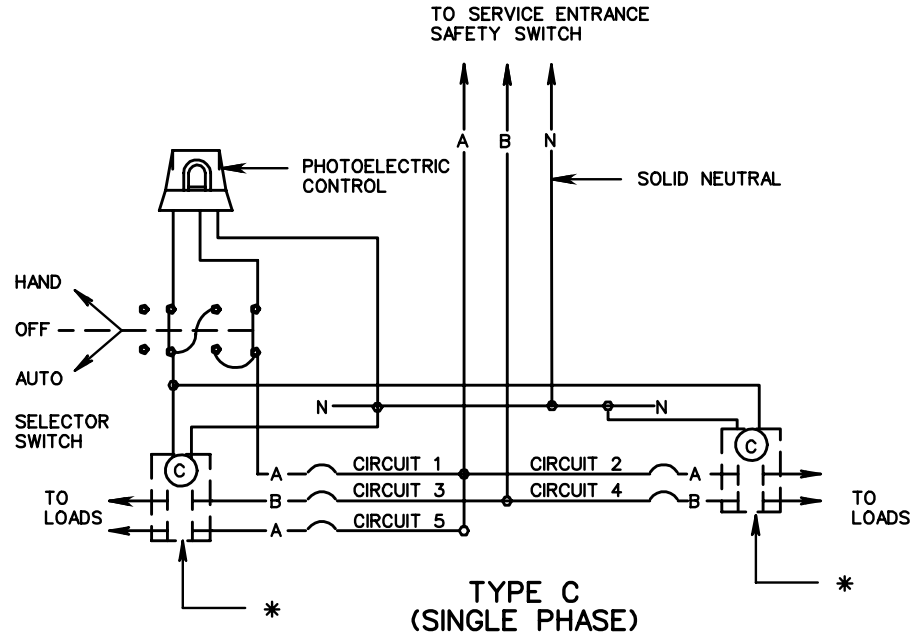 TO SERVICE ENTRANCE
SAFETY SWITCH
A B N
PHOTOELECTRIC
CONTROL
SOLID NEUTRAL
HAND
OFF
AUTO
SELECTOR
SWITCH
N N
C
C
A CIRCUIT 1 CIRCUIT 2 A
B CIRCUIT 3 CIRCUIT 4 B
A CIRCUIT 5
TO
LOADS
TO
LOADS
*
*
TYPE C
(SINGLE PHASE)